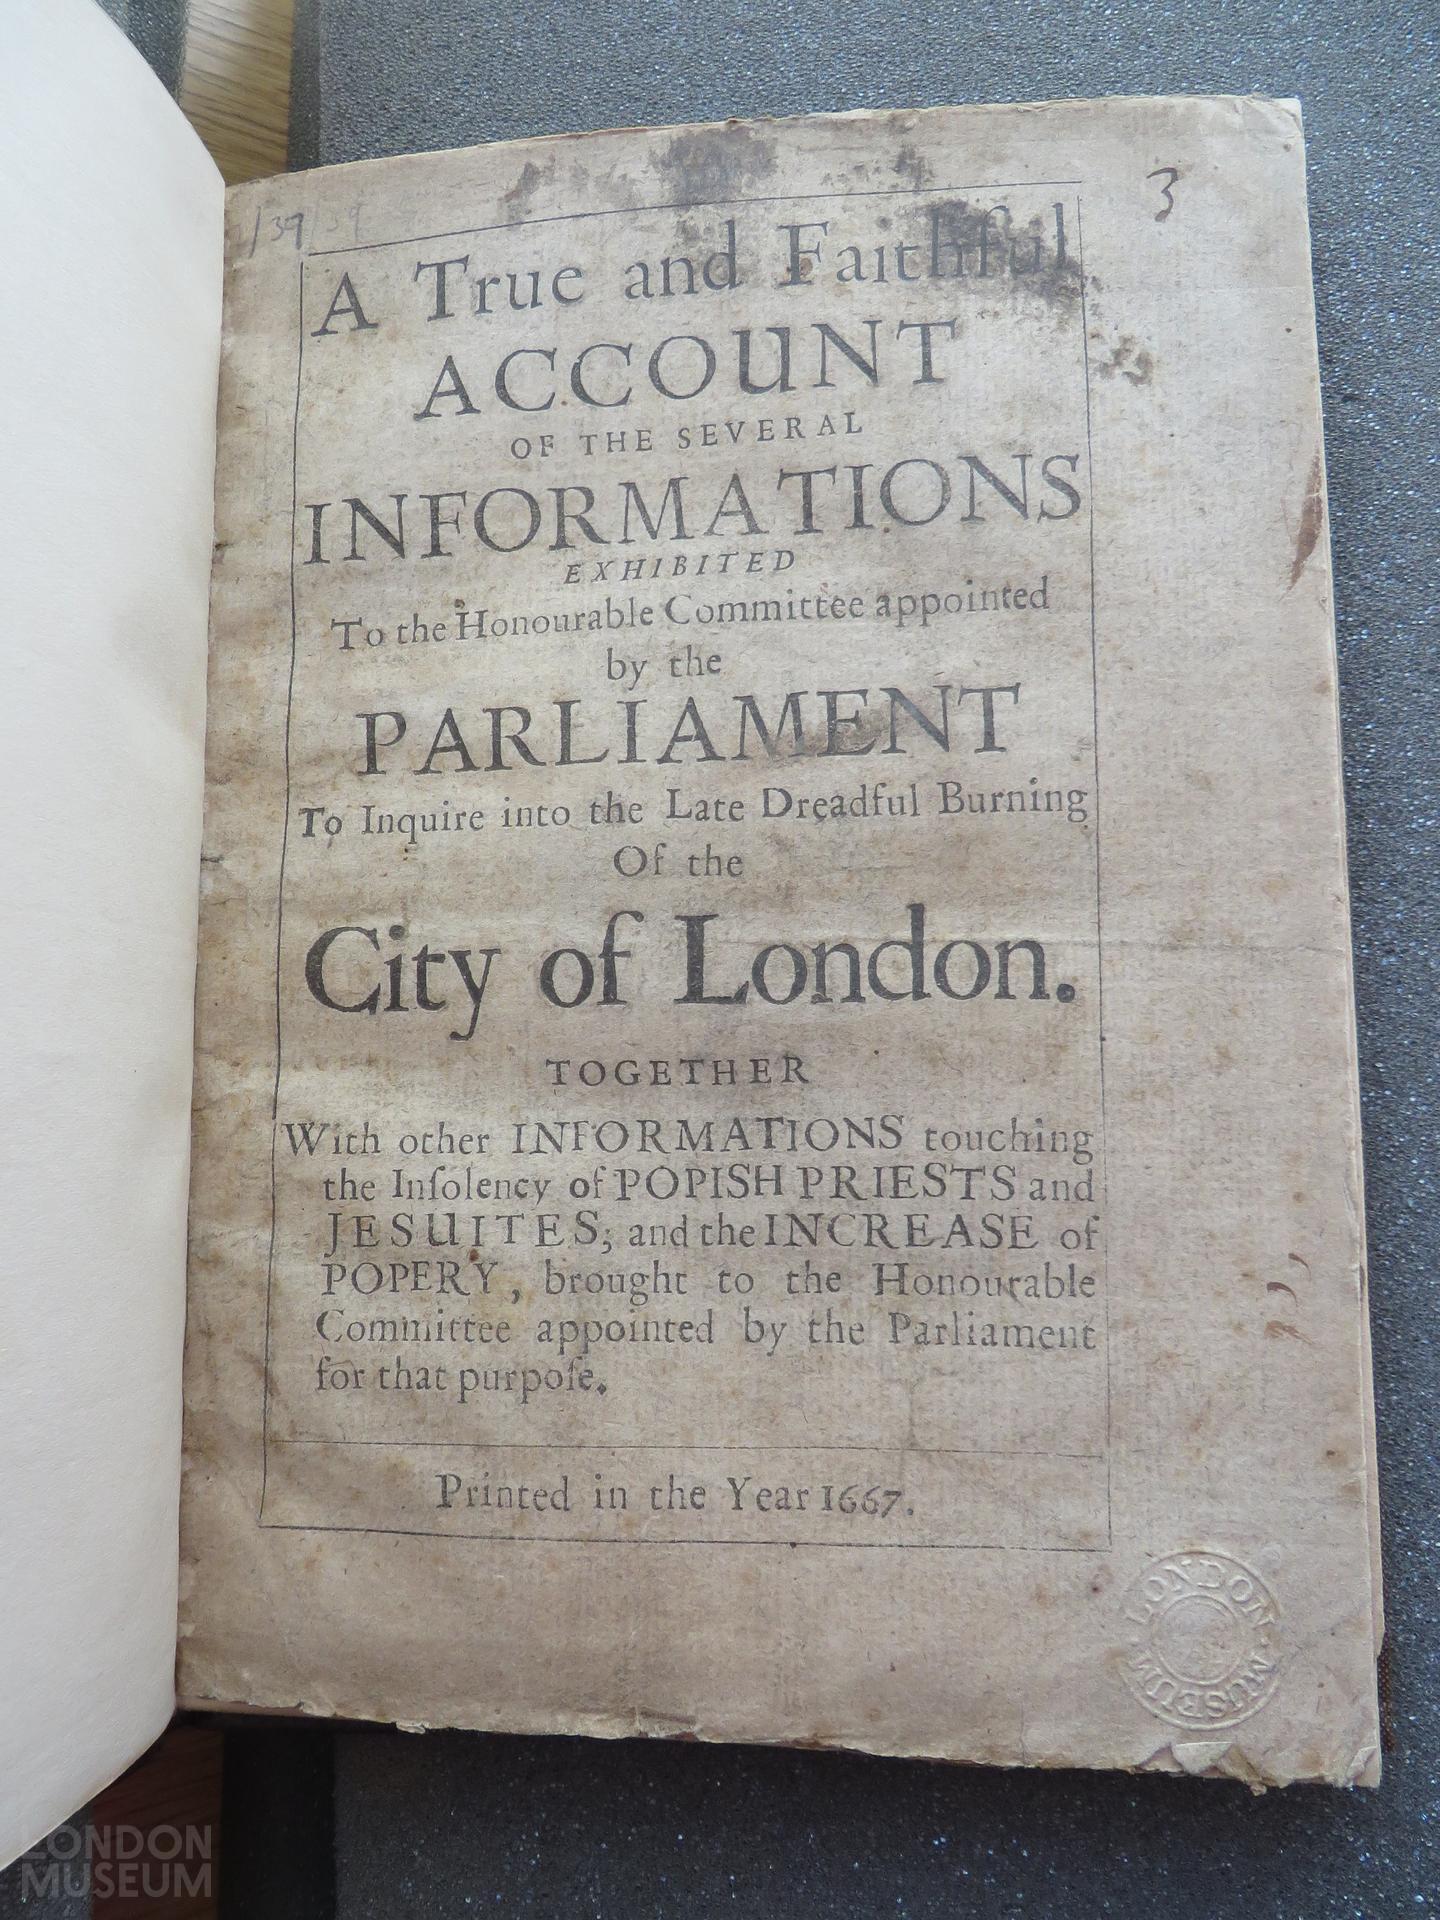 3
/39/39
A True and Faithful
ACCOUNT
OF THE SEVERAL
INFORMATIONS
EXHIBITED
To the Honourable Committee appointed
by the
PARLIAMENT
To Inquire into the Late Dreadful Burning
Of the
City of London.
TOGETHER
With other INFORMATIONS touching
the Inſolency of POPISH PRIESTS and
JESUITES; and the INCREASE of
POPERY, brought to the Honourable
Committee appointed by the Parliament
for that purpoſe.
Printed in the Year 1667.
LONDON MUSEUM
LONDON
MUSEUM